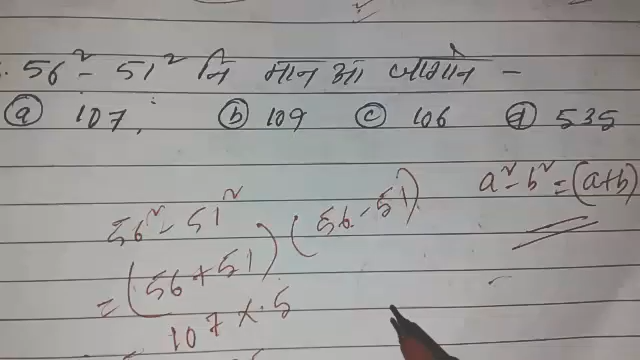 56² - 51² नि मान आ -
ⓐ 107, ⓑ 109 ⓒ 106 ⓓ 535
a² - b² = (a+b)
56² - 51²
= (56 + 51) (56 - 51)
107 × 5